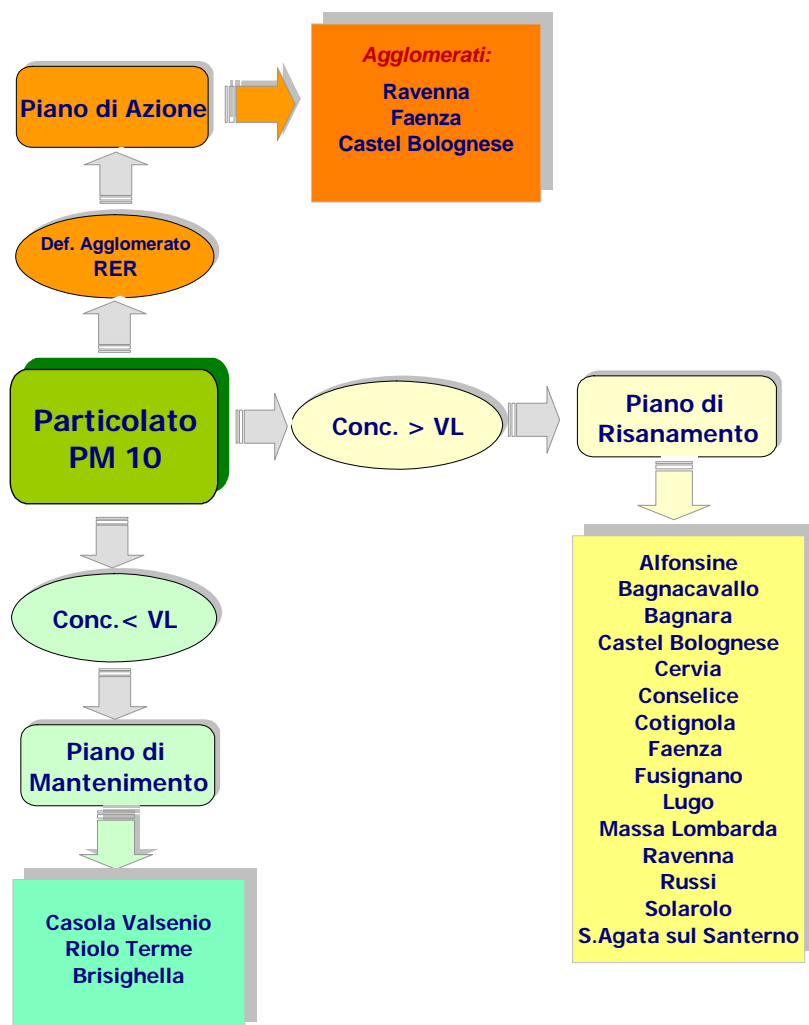 Agglomerati:
Ravenna
Faenza
Castel Bolognese
Piano di Azione
Def. Agglomerato
RER
Particolato
PM 10
Conc. > VL
Piano di
Risanamento
Alfonsine
Bagnacavallo
Bagnara
Castel Bolognese
Cervia
Conselice
Cotignola
Faenza
Fusignano
Lugo
Massa Lombarda
Ravenna
Russi
Solarolo
S.Agata sul Santerno
Conc.< VL
Piano di
Mantenimento
Casola Valsenio
Riolo Terme
Brisighella